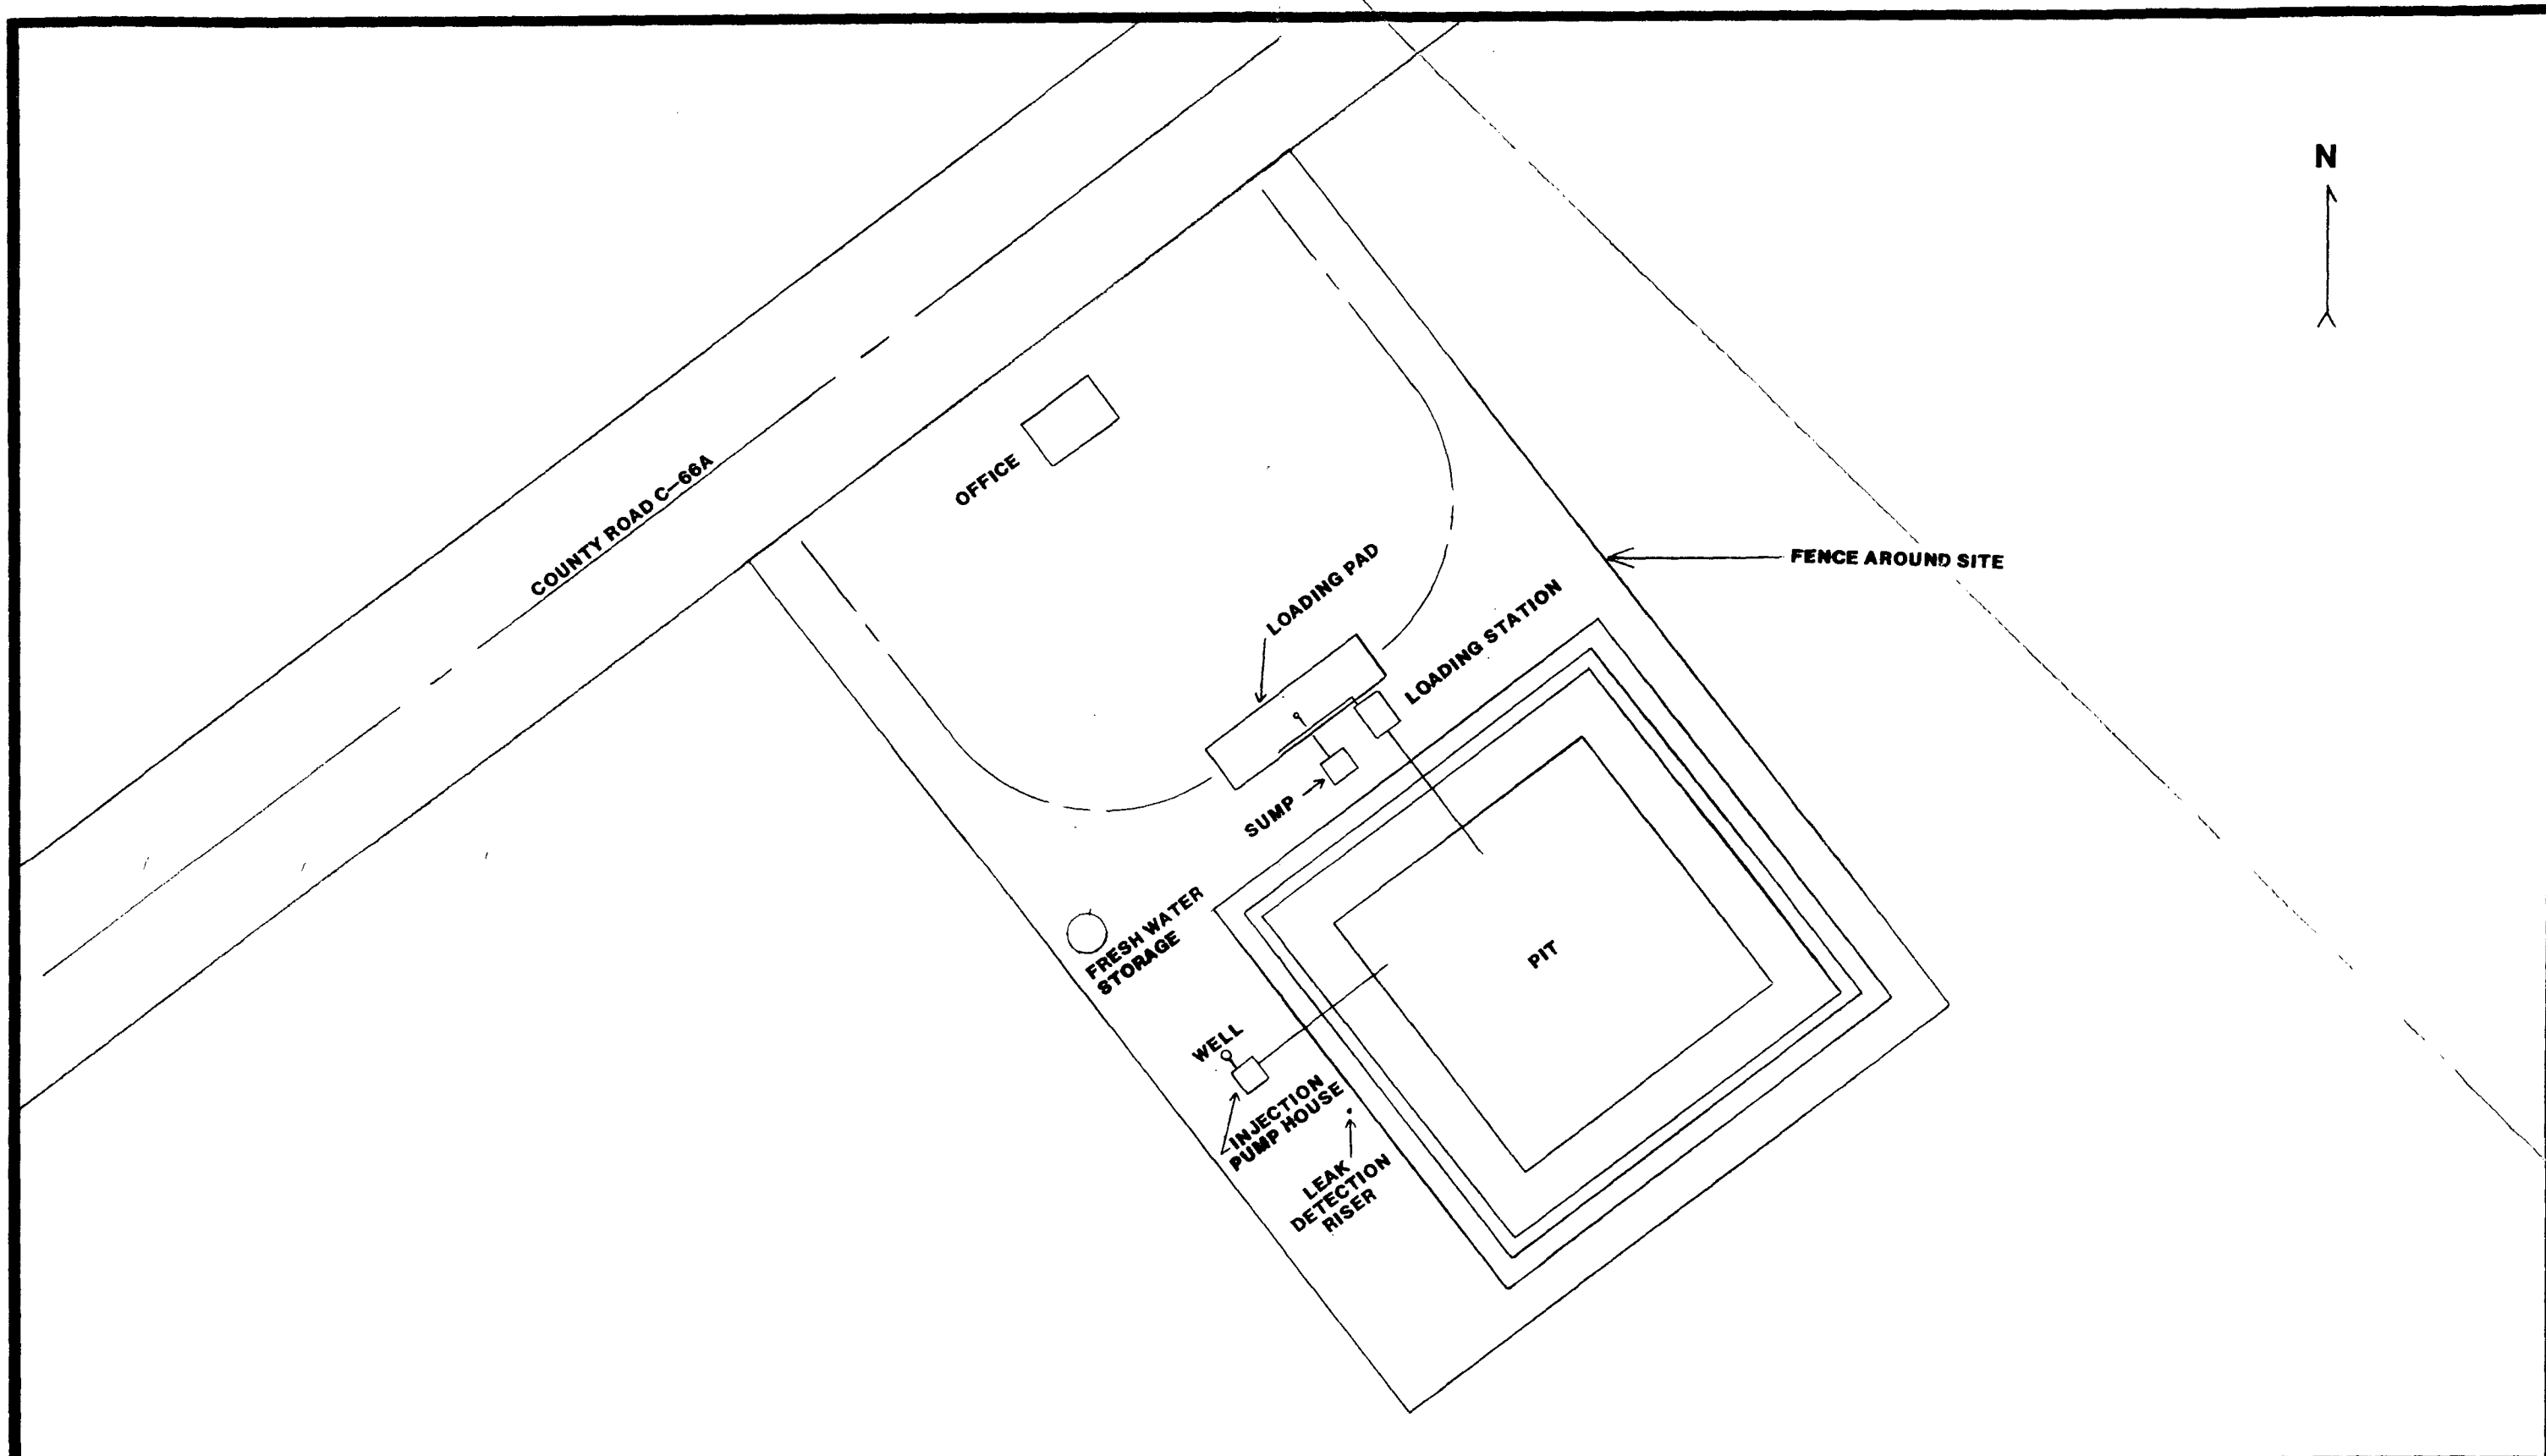 N
COUNTY ROAD C-66A
OFFICE
LOADING PAD
FENCE AROUND SITE
LOADING STATION
SUMP
FRESH WATER
STORAGE
PIT
WELL
INJECTION
PUMP HOUSE
LEAK
DETECTION
RISER